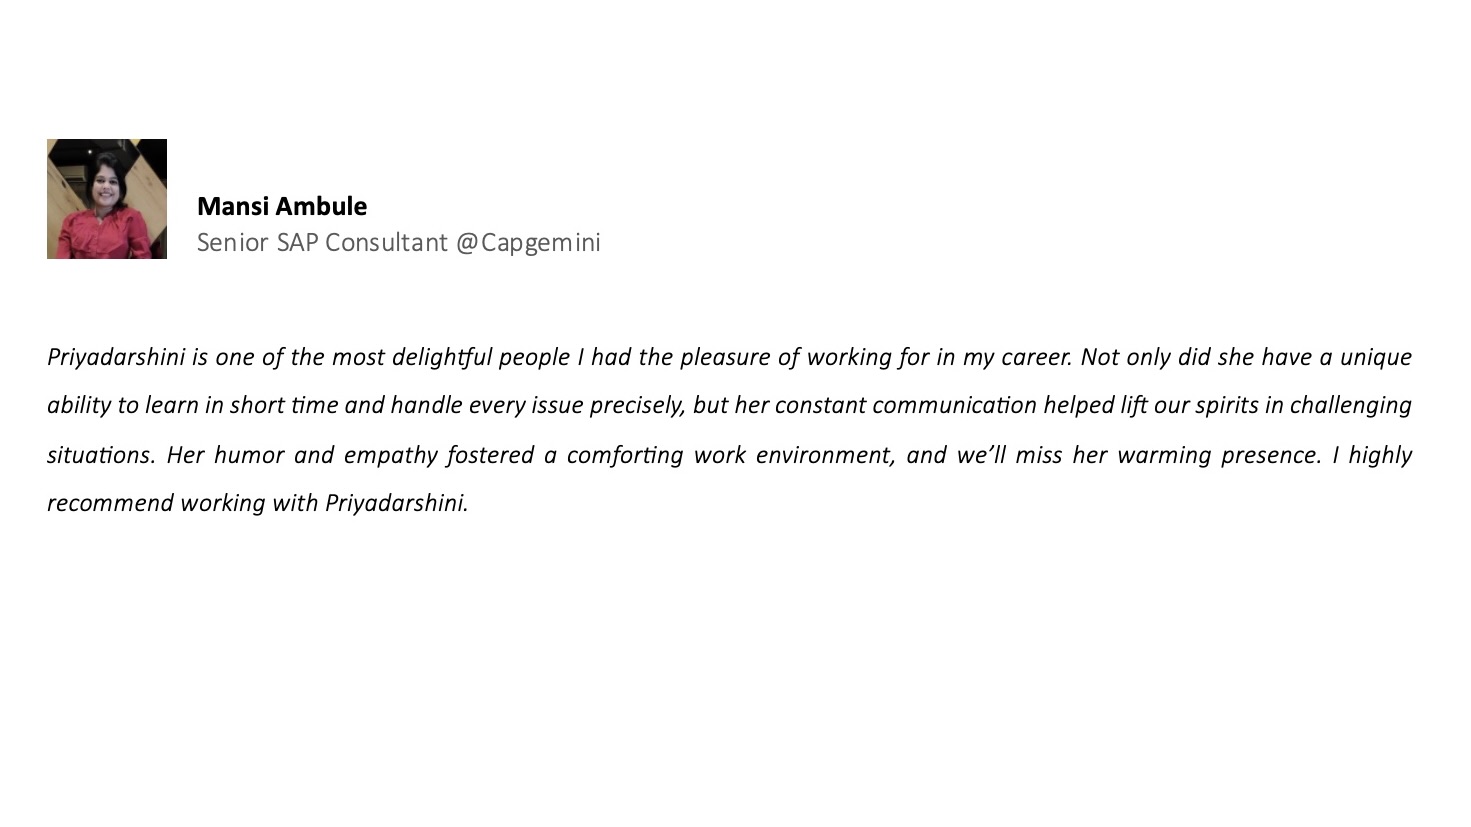 Mansi Ambule
Senior SAP Consultant @Capgemini
Priyadarshini is one of the most delightful people I had the pleasure of working for in my career. Not only did she have a unique
ability to learn in short time and handle every issue precisely, but her constant communication helped lift our spirits in challenging
situations. Her humor and empathy fostered a comforting work environment, and we’ll miss her warming presence. I highly
recommend working with Priyadarshini.